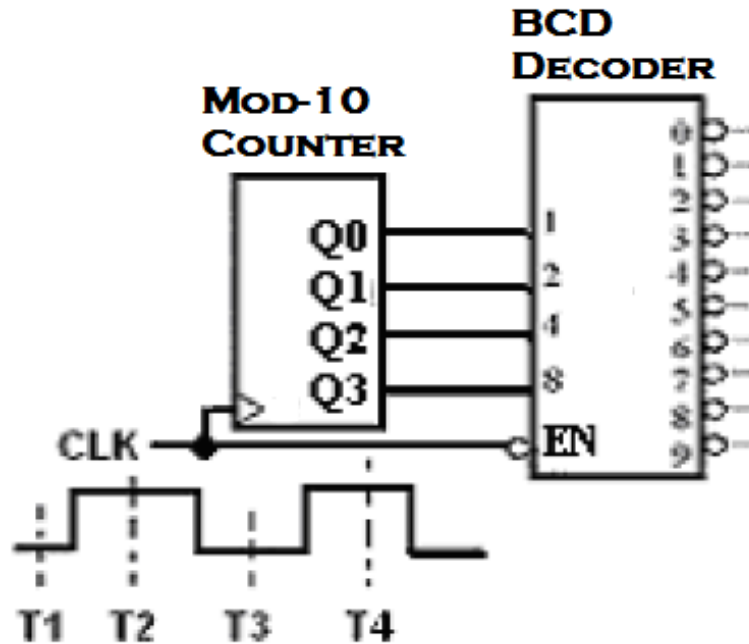 BCD
DECODER
MOD-10
COUNTER
Q0
Q1
Q2
Q3
1
2
4
8
EN
0
1
2
3
4
5
6
7
8
9
CLK
T1 T2 T3 T4